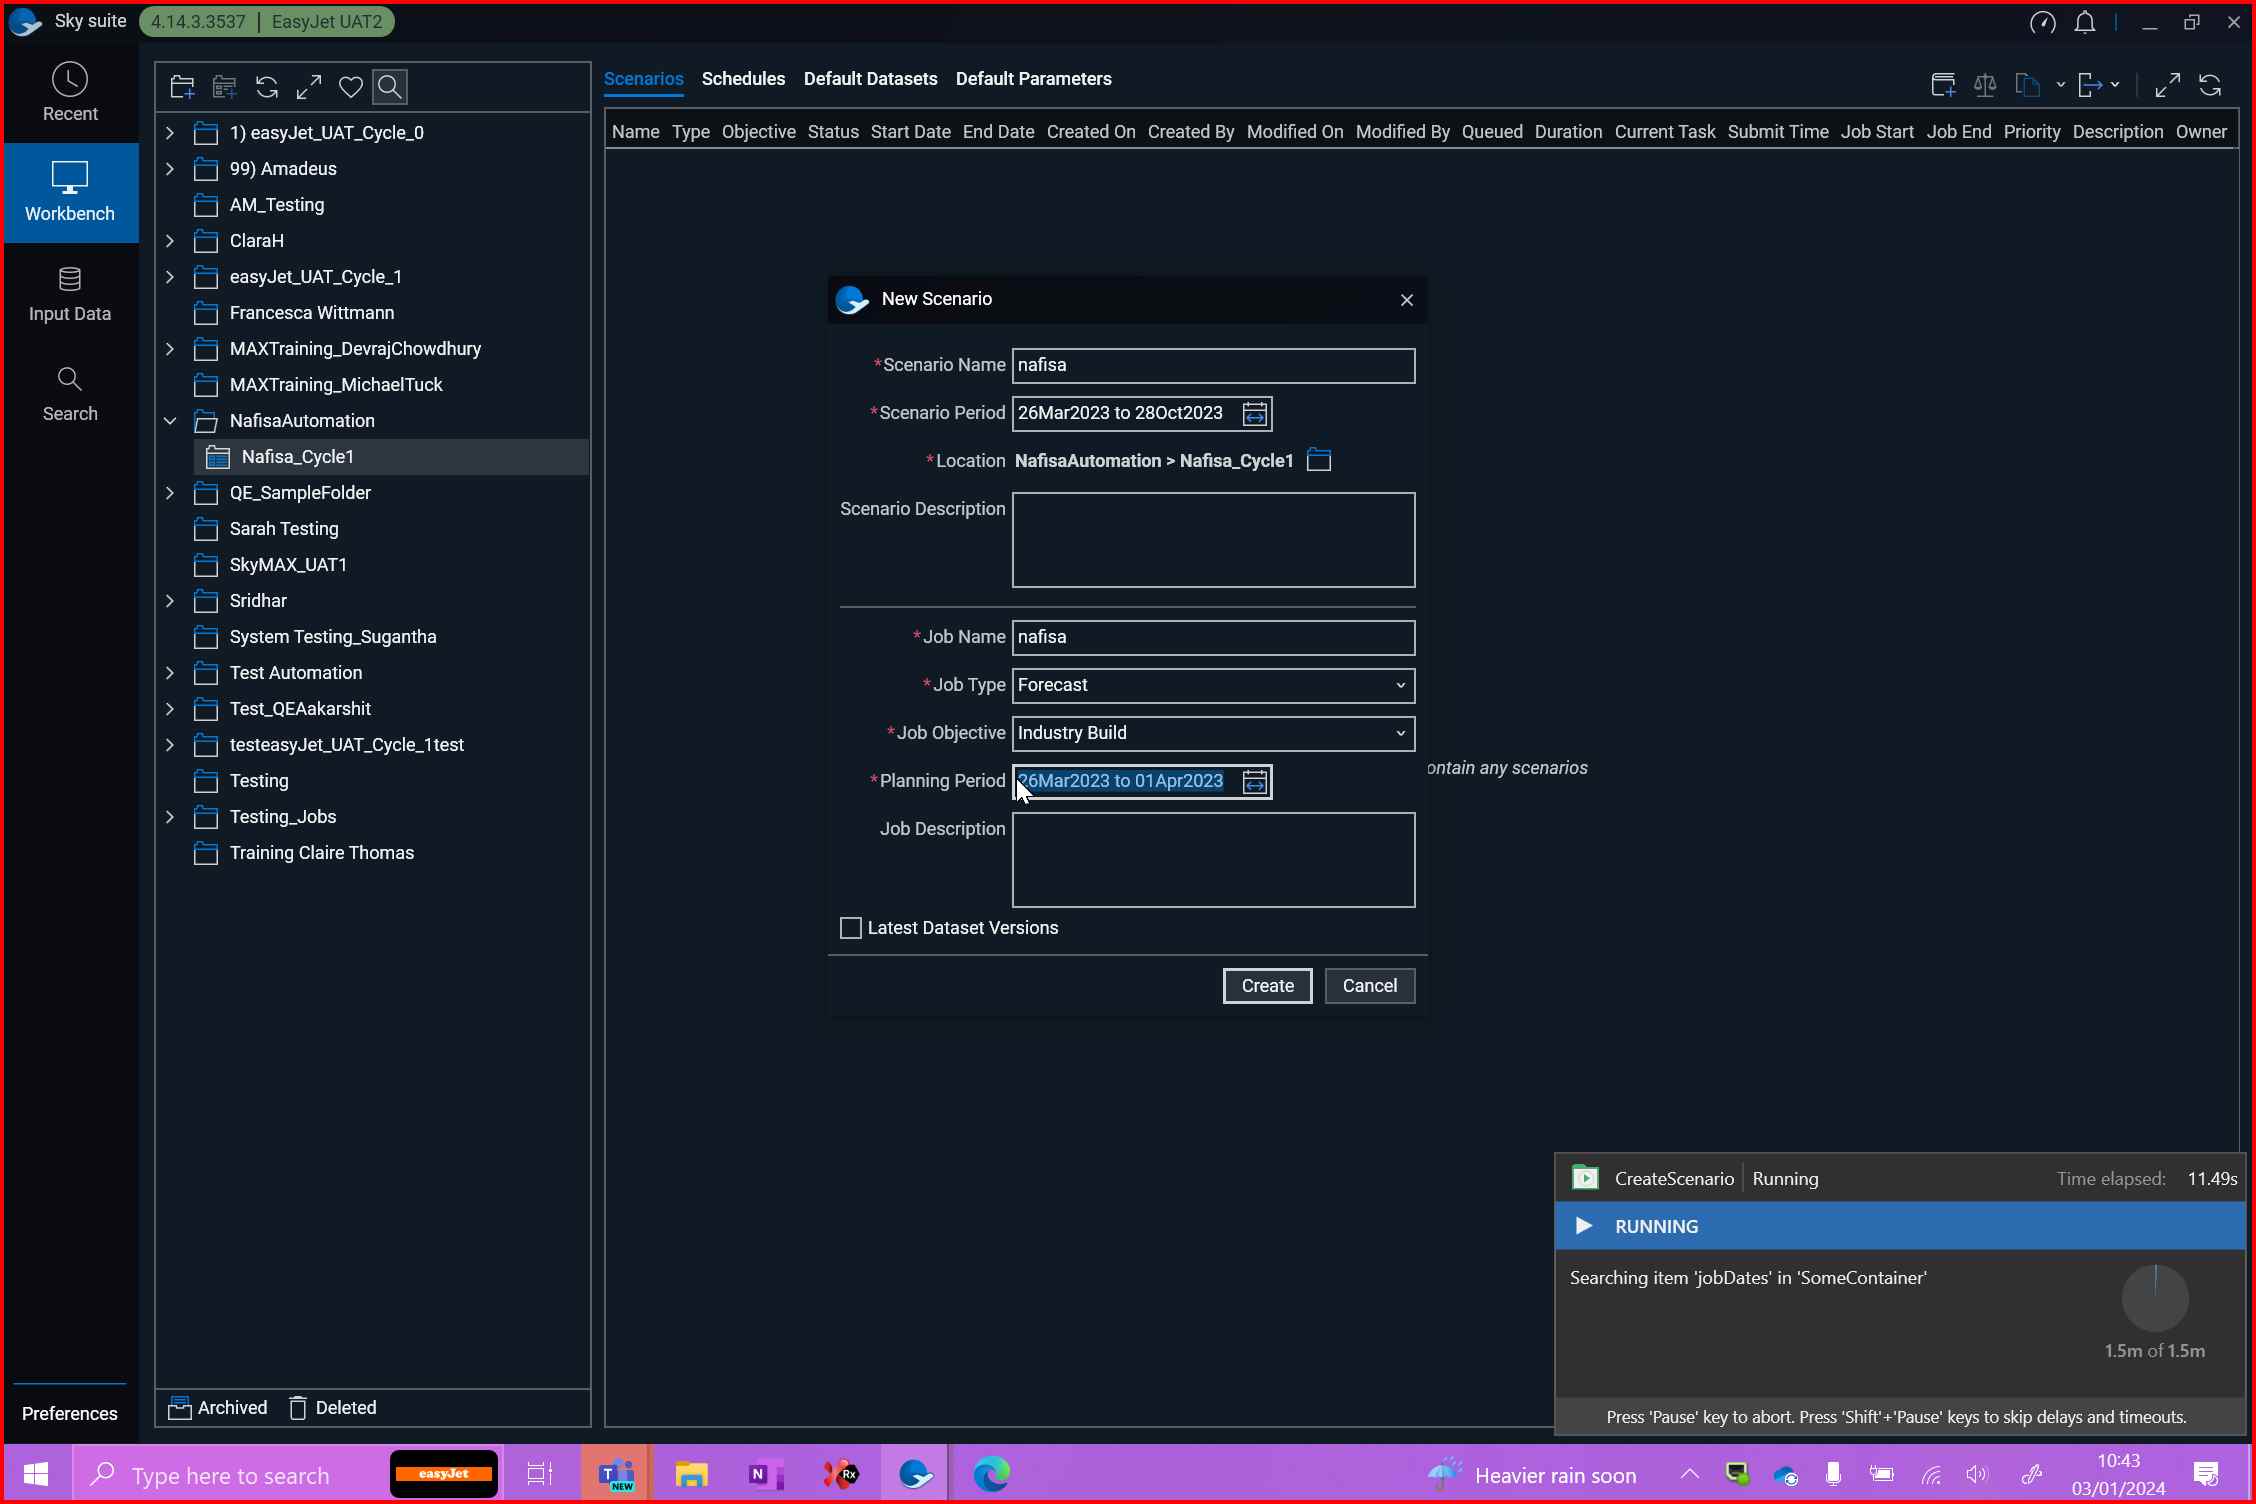 Sky suite 4.14.3.3537 | EasyJet UAT2
Recent
Workbench
Input Data
Search
Preferences
1) easyJet_UAT_Cycle_0
99) Amadeus
AM_Testing
ClaraH
easyJet_UAT_Cycle_1
Francesca Wittmann
MAXTraining_DevrajChowdhury
MAXTraining_MichaelTuck
NafisaAutomation
Nafisa_Cycle1
QE_SampleFolder
Sarah Testing
SkyMAX_UAT1
Sridhar
System Testing_Sugantha
Test Automation
Test_QEAakarshit
testeasyJet_UAT_Cycle_1test
Testing
Testing_Jobs
Training Claire Thomas
Archived Deleted
Scenarios Schedules Default Datasets Default Parameters
Name Type Objective Status Start Date End Date Created On Created By Modified On Modified By Queued Duration Current Task Submit Time Job Start Job End Priority Description Owner
ontain any scenarios
New Scenario
*Scenario Name nafisa
*Scenario Period 26Mar2023 to 28Oct2023
*Location NafisaAutomation > Nafisa_Cycle1
Scenario Description
*Job Name nafisa
*Job Type Forecast
*Job Objective Industry Build
*Planning Period 26Mar2023 to 01Apr2023
Job Description
Latest Dataset Versions
Create Cancel
CreateScenario | Running Time elapsed: 11.49s
RUNNING
Searching item 'jobDates' in 'SomeContainer'
1.5m of 1.5m
Press 'Pause' key to abort. Press 'Shift'+'Pause' keys to skip delays and timeouts.
Type here to search
easyJet
T
NEW
N
Rx
Heavier rain soon
10:43
03/01/2024